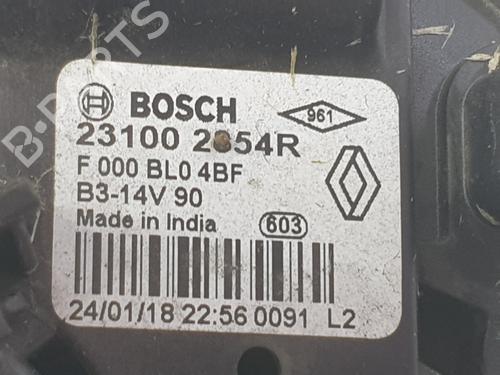 B-PARTS
BOSCH
961
23100 2854R
F 000 BL0 4BF
B3-14V 90
Made in India 603
24/01/18 22:56 0091 L2